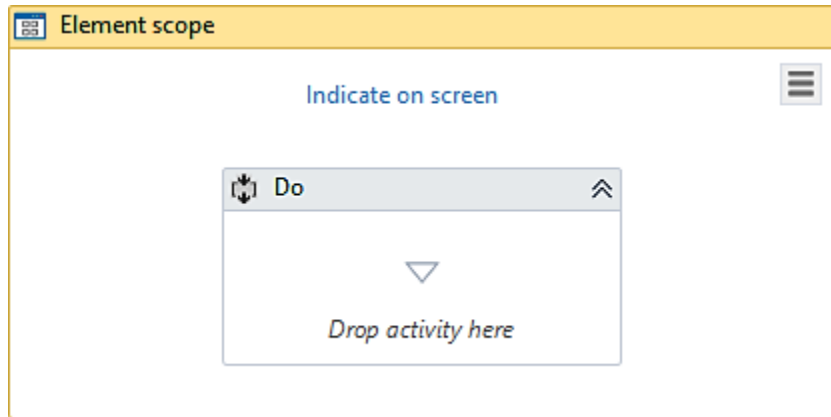 Element scope
Indicate on screen
Do
Drop activity here